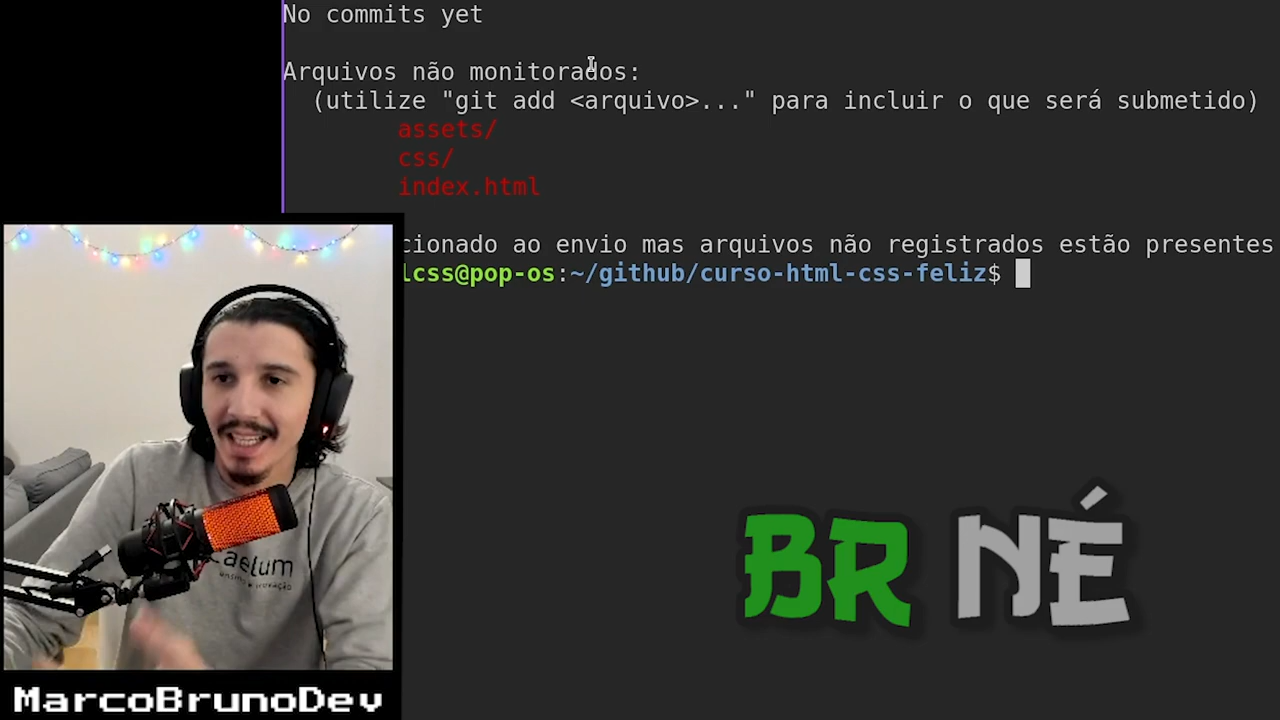 No commits yet
Arquivos não monitorados:
(utilize "git add <arquivo>..." para incluir o que será submetido)
assets/
css/
index.html
cionado ao envio mas arquivos não registrados estão presentes
lcss@pop-os:~/github/curso-html-css-feliz$
BR NÉ
caelum
MarcoBrunoDev